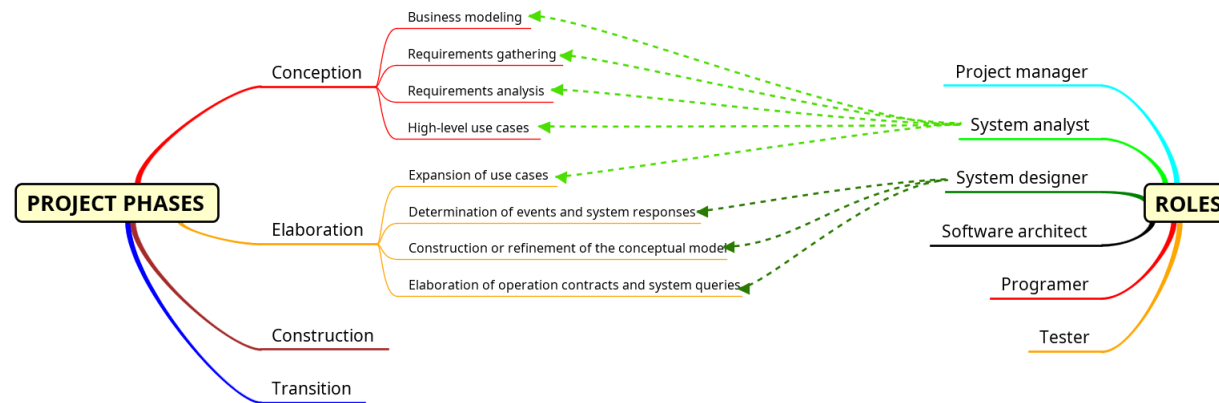 PROJECT PHASES
Conception
Business modeling
Requirements gathering
Requirements analysis
High-level use cases
Elaboration
Expansion of use cases
Determination of events and system responses
Construction or refinement of the conceptual model
Elaboration of operation contracts and system queries
Construction
Transition
ROLES
Project manager
System analyst
System designer
Software architect
Programer
Tester